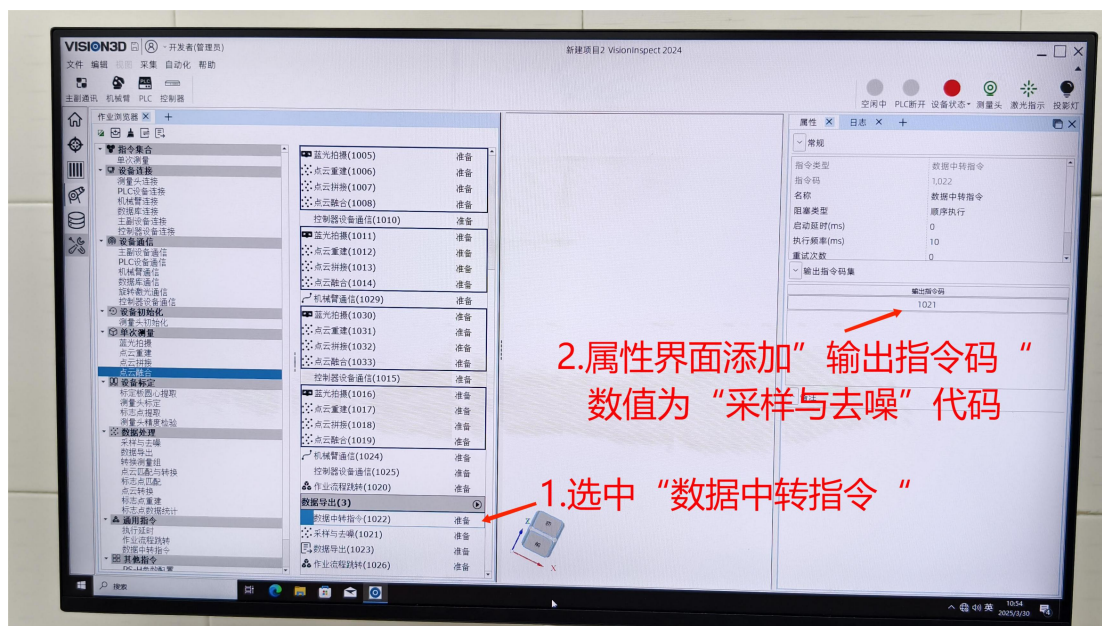 VISION3D - 开发者(管理员)
新建项目2 VisionInspect 2024
文件 编辑 视图 采集 自动化 帮助
主副通讯 机械臂 PLC 控制器
空闲中 PLC断开 设备状态 测量头 激光指示 投影灯
作业浏览器
指令集合
单次测量
设备连接
测量头连接
PLC设备连接
机械臂连接
数据库连接
主副设备连接
控制器设备连接
设备通信
主副设备通信
PLC设备通信
机械臂通信
数据库通信
旋转激光通信
控制器设备通信
设备初始化
测量头初始化
单次测量
蓝光拍摄
点云重建
点云拼接
点云融合
设备标定
标定板圆心提取
测量头标定
标志点提取
测量头精度检验
数据处理
采样与去噪
数据导出
转换测量组
点云匹配与转换
标志点匹配
点云转换
标志点重建
标志点数据统计
通用指令
执行延时
作业流程跳转
数据中转指令
其他指令
蓝光拍摄(1005) 准备
点云重建(1006) 准备
点云拼接(1007) 准备
点云融合(1008) 准备
控制器设备通信(1010) 准备
蓝光拍摄(1011) 准备
点云重建(1012) 准备
点云拼接(1013) 准备
点云融合(1014) 准备
机械臂通信(1029) 准备
蓝光拍摄(1030) 准备
点云重建(1031) 准备
点云拼接(1032) 准备
点云融合(1033) 准备
控制器设备通信(1015) 准备
蓝光拍摄(1016) 准备
点云重建(1017) 准备
点云拼接(1018) 准备
点云融合(1019) 准备
机械臂通信(1024) 准备
控制器设备通信(1025) 准备
作业流程跳转(1020) 准备
数据导出(3)
数据中转指令(1022) 准备
采样与去噪(1021) 准备
数据导出(1023) 准备
作业流程跳转(1026) 准备
属性 日志
常规
指令类型 数据中转指令
指令码 1,022
名称 数据中转指令
阻塞类型 顺序执行
启动延时(ms) 0
执行频率(ms) 10
重试次数 0
输出指令码集
输出指令码
1021
2.属性界面添加”输出指令码“
数值为“采样与去噪”代码
1.选中“数据中转指令“
Z
X
搜索
英
10:54
2025/3/30